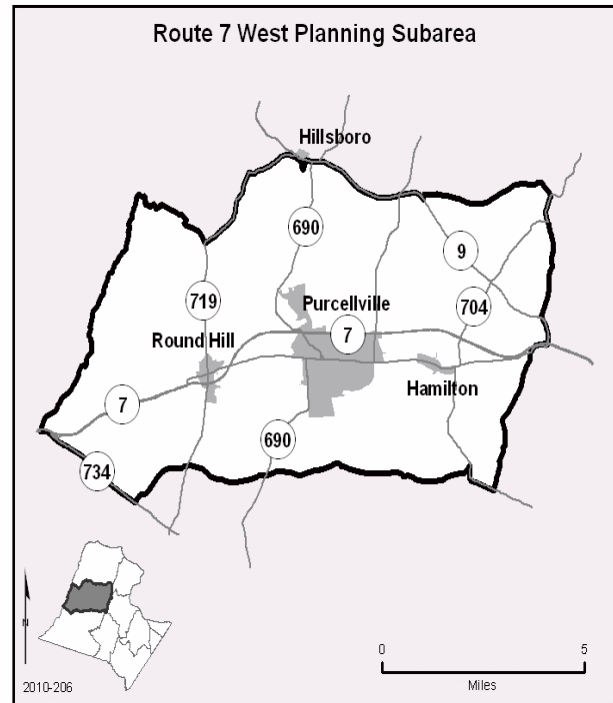 Route 7 West Planning Subarea
Hillsboro
690
9
719
Purcellville
704
Round Hill
7
Hamilton
7
690
734
N
0 5
Miles
2010-206